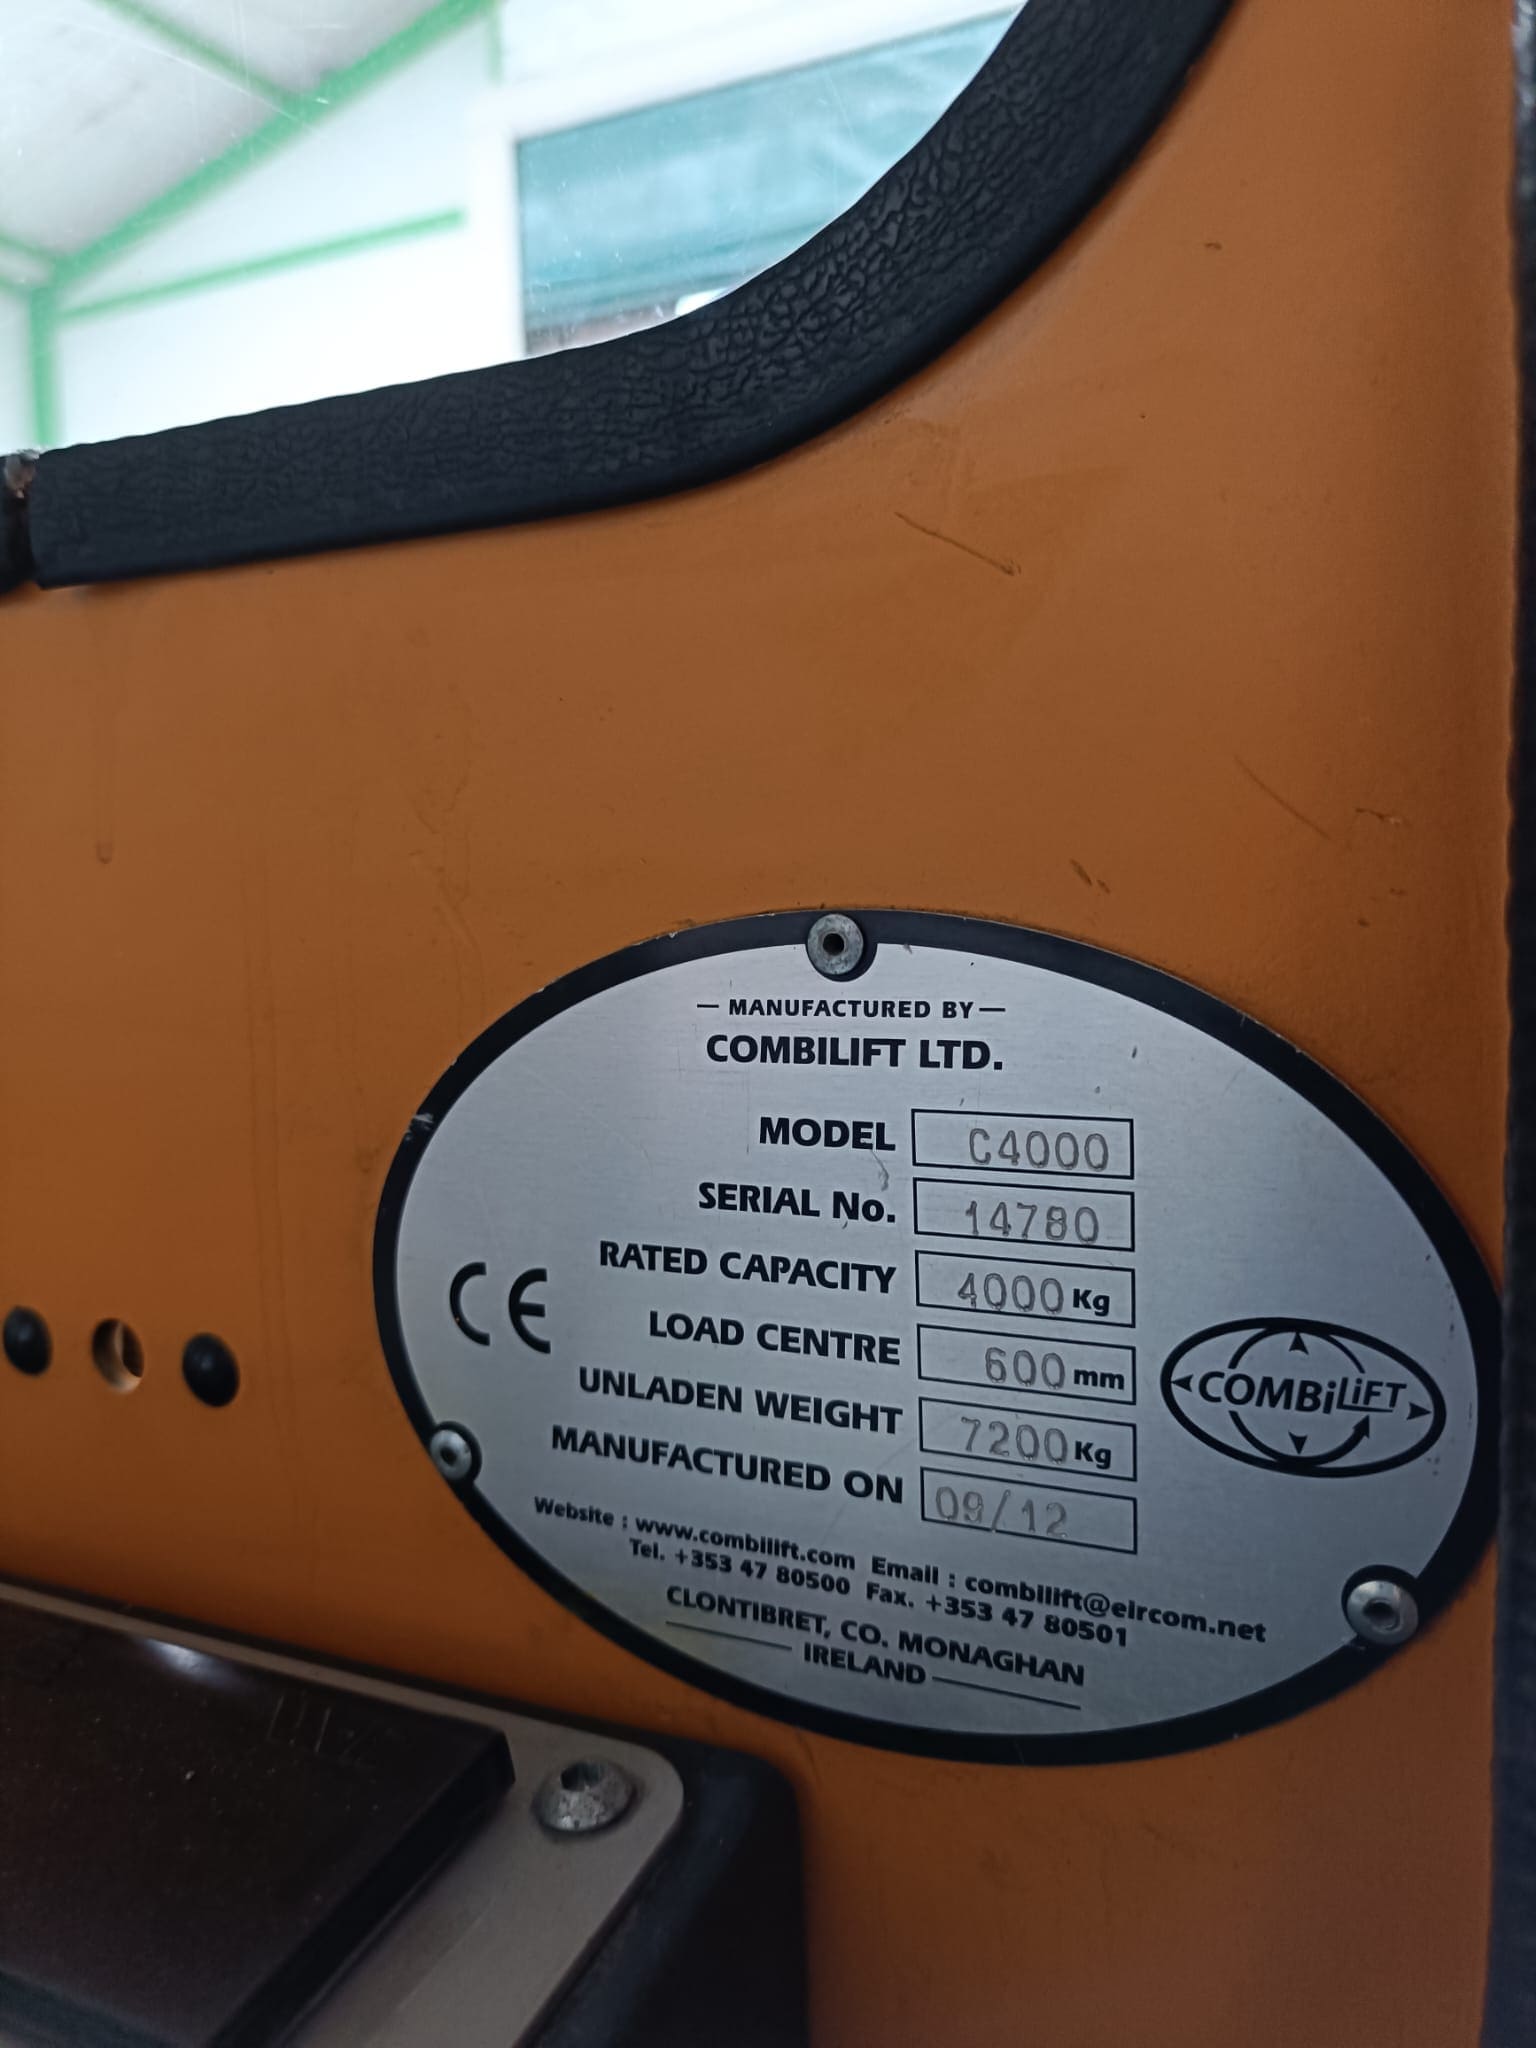 — MANUFACTURED BY —
COMBILIFT LTD.
MODEL C4000
SERIAL No. 14780
RATED CAPACITY 4000 Kg
LOAD CENTRE 600 mm
UNLADEN WEIGHT 7200 Kg
MANUFACTURED ON 09/12
CE
COMBiLiFT
Website : www.combilift.com Email : combilift@eircom.net
Tel. +353 47 80500 Fax. +353 47 80501
CLONTIBRET, CO. MONAGHAN
IRELAND